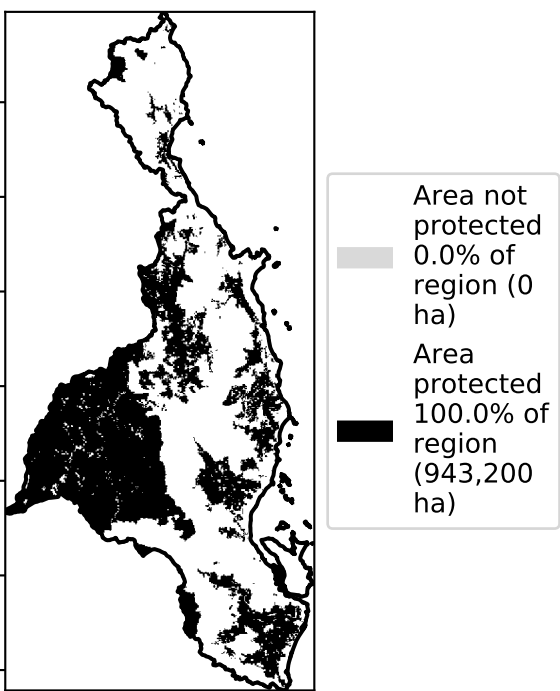 Area not
protected
0.0% of
region (0
ha)
Area
protected
100.0% of
region
(943,200
ha)